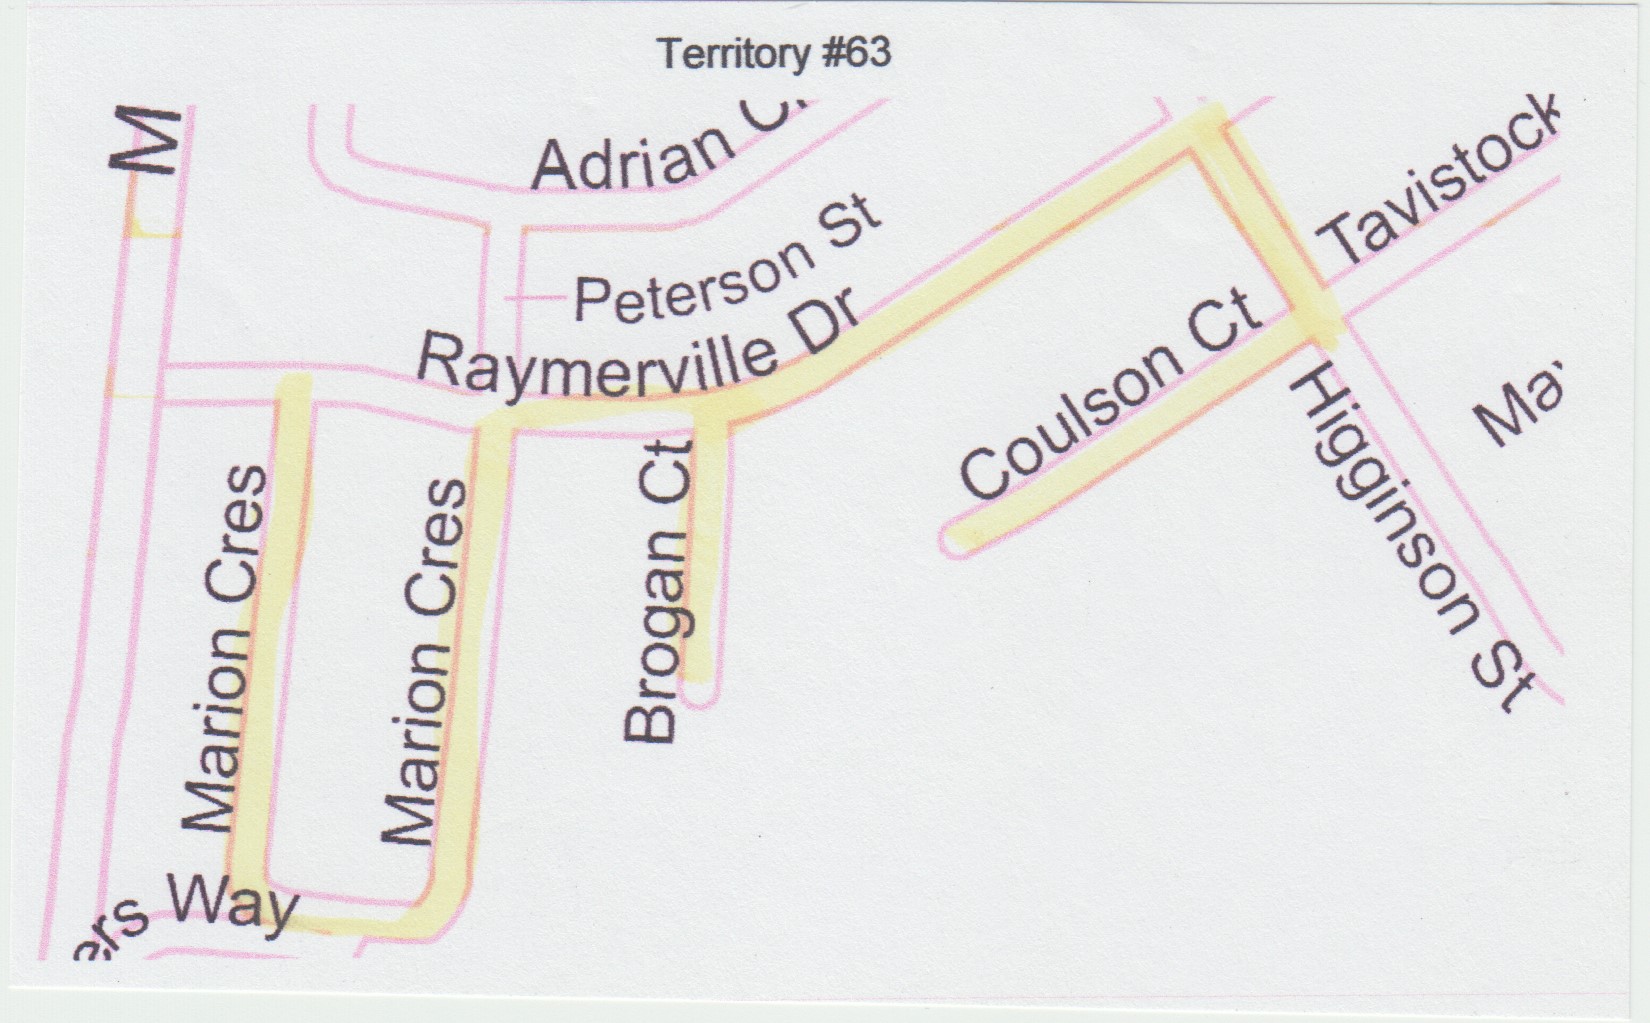 Territory #63
M
Adrian
Tavistock
Peterson St
Raymerville Dr
Coulson Ct
Higginson St
Marion Cres
Marion Cres
Brogan Ct
Way